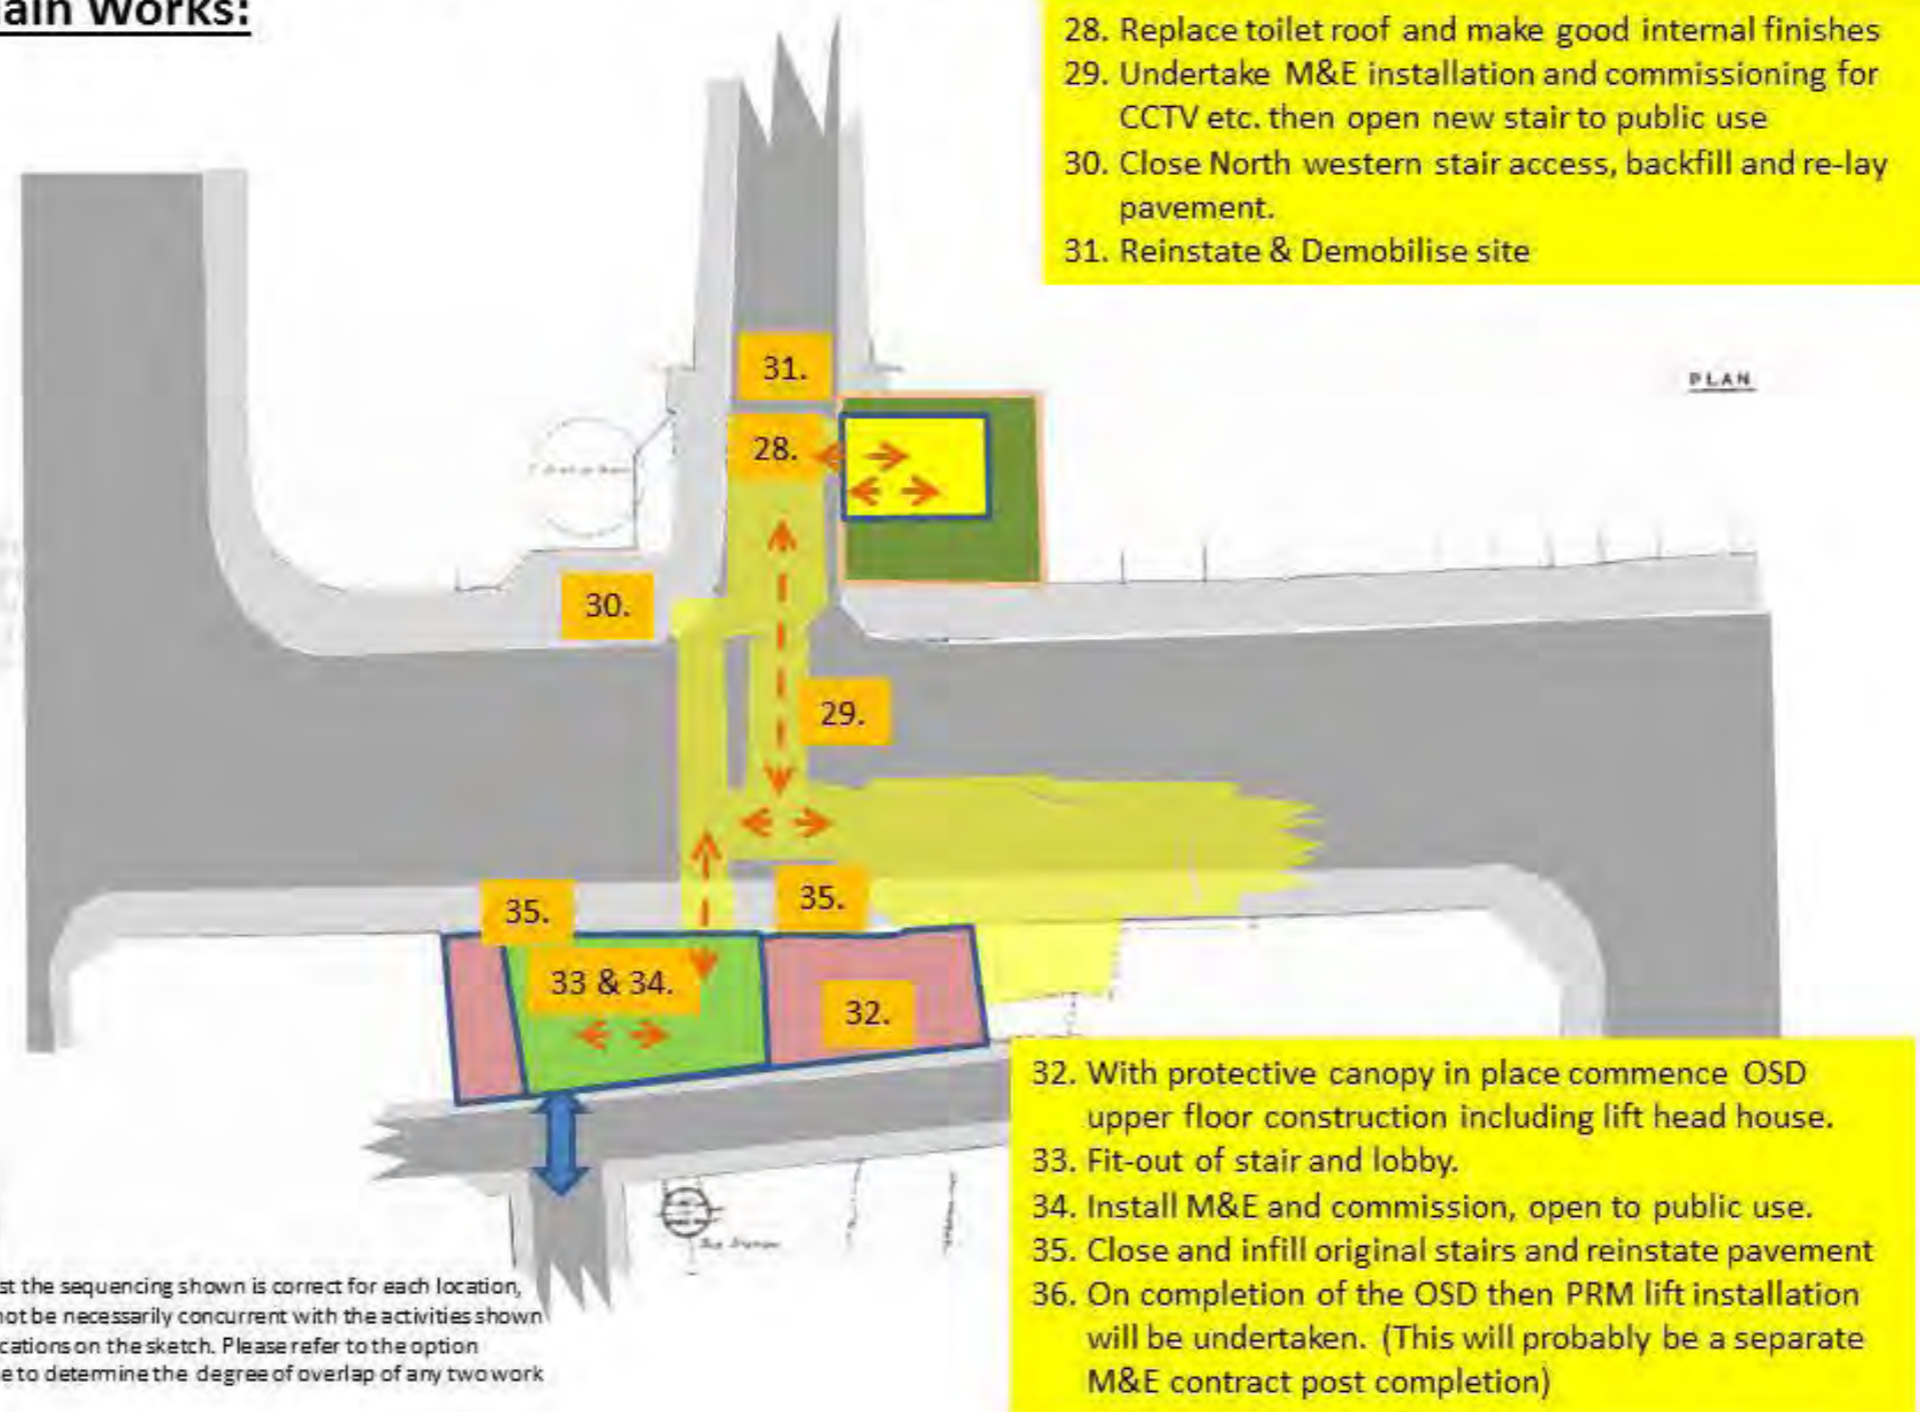 ain Works:
28. Replace toilet roof and make good internal finishes
29. Undertake M&E installation and commissioning for
CCTV etc. then open new stair to public use
30. Close North western stair access, backfill and re-lay
pavement.
31. Reinstate & Demobilise site
PLAN
31.
28.
30.
29.
35.
35.
33 & 34.
32.
32. With protective canopy in place commence OSD
upper floor construction including lift head house.
33. Fit-out of stair and lobby.
34. Install M&E and commission, open to public use.
35. Close and infill original stairs and reinstate pavement
36. On completion of the OSD then PRM lift installation
will be undertaken. (This will probably be a separate
M&E contract post completion)
st the sequencing shown is correct for each location,
not be necessarily concurrent with the activities shown
cations on the sketch. Please refer to the option
e to determine the degree of overlap of any two work